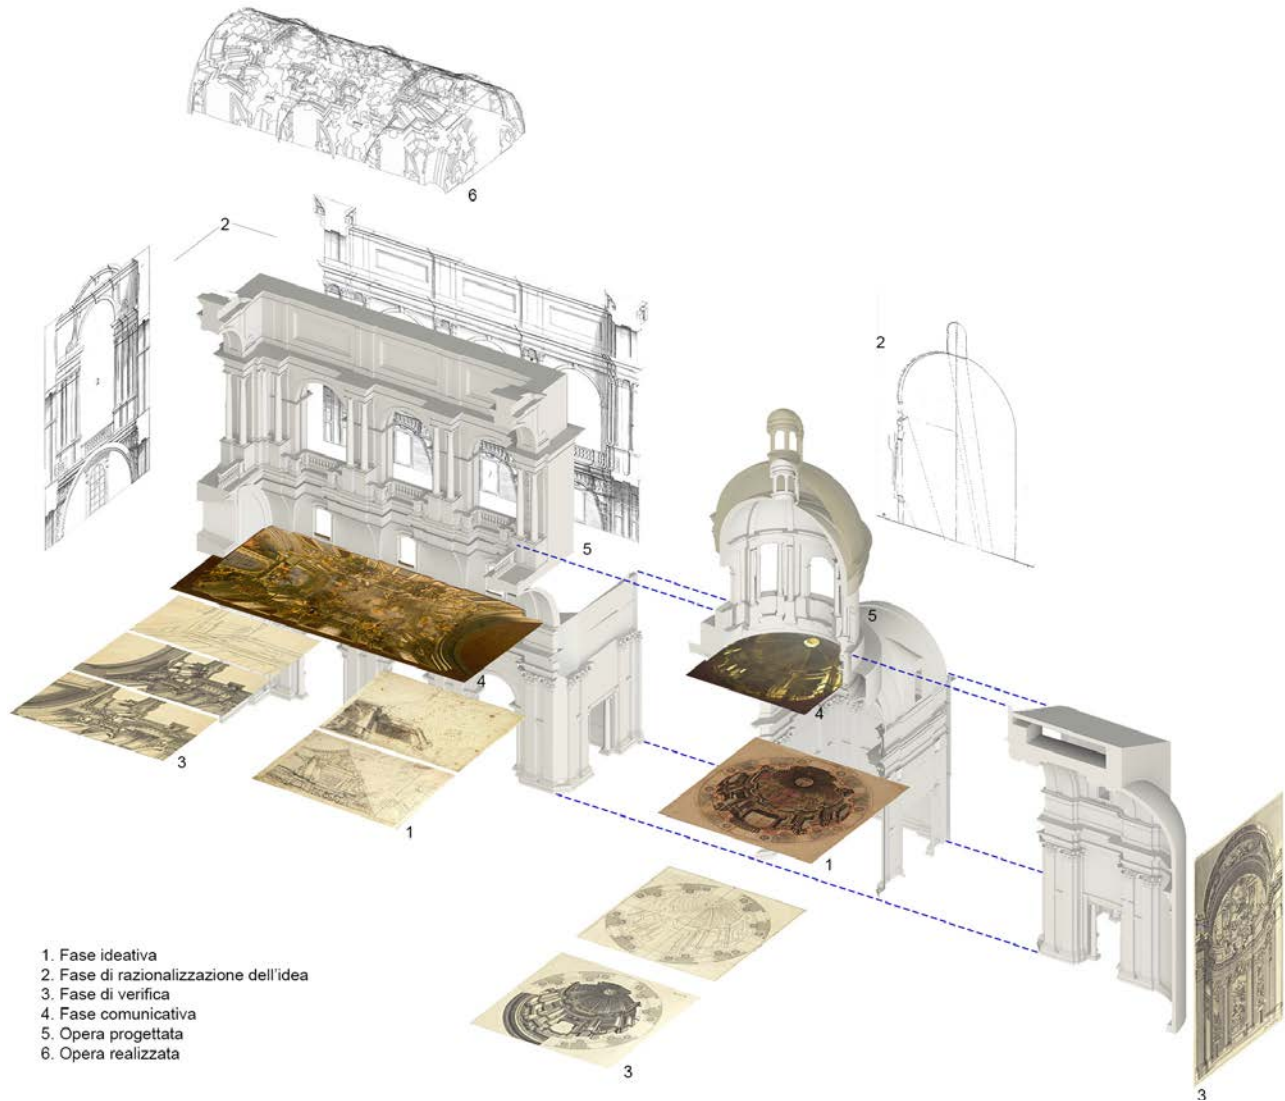 6
2
2
5
5
4
4
3
1
1
3
3
1. Fase ideativa
2. Fase di razionalizzazione dell'idea
3. Fase di verifica
4. Fase comunicativa
5. Opera progettata
6. Opera realizzata